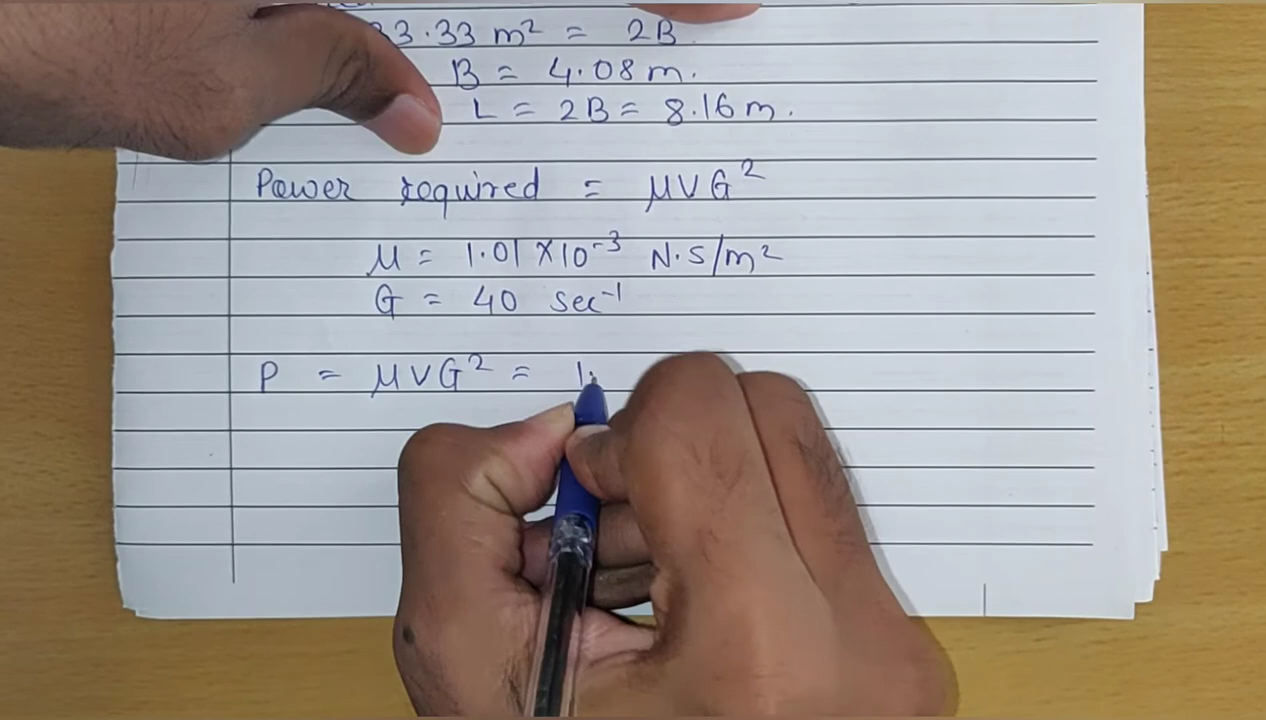 33.33 m² = 2B
B = 4.08 m.
L = 2B = 8.16 m.
Power required = μVG²
μ = 1.01 × 10⁻³ N.S/m²
G = 40 sec⁻¹
P = μVG² = 1.